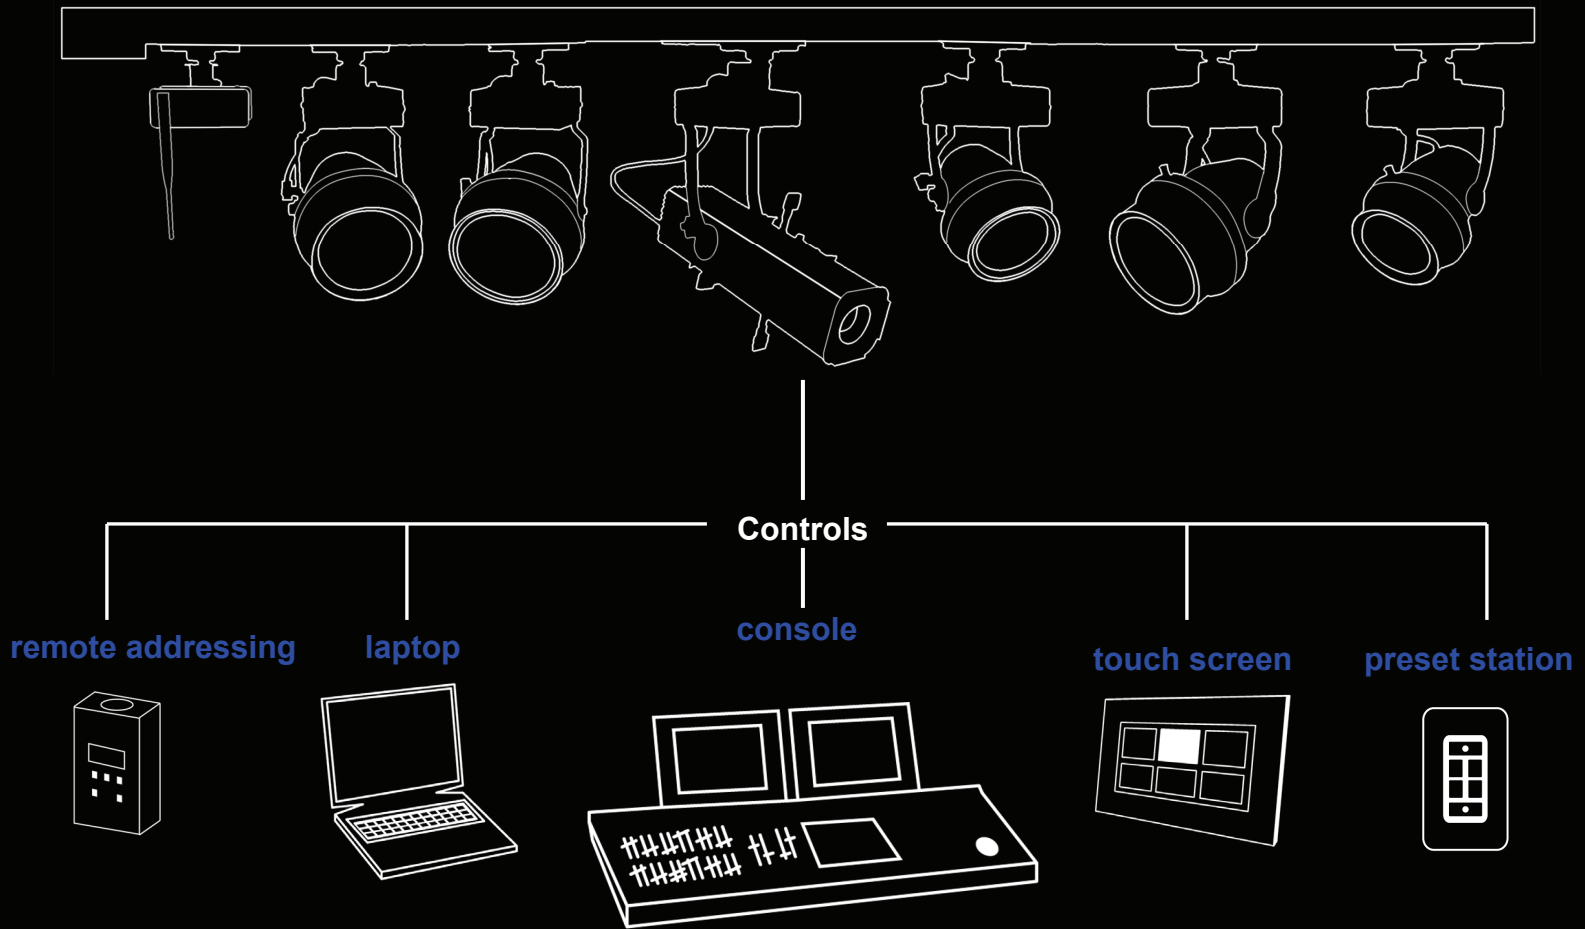 Controls
remote addressing
laptop
console
touch screen
preset station